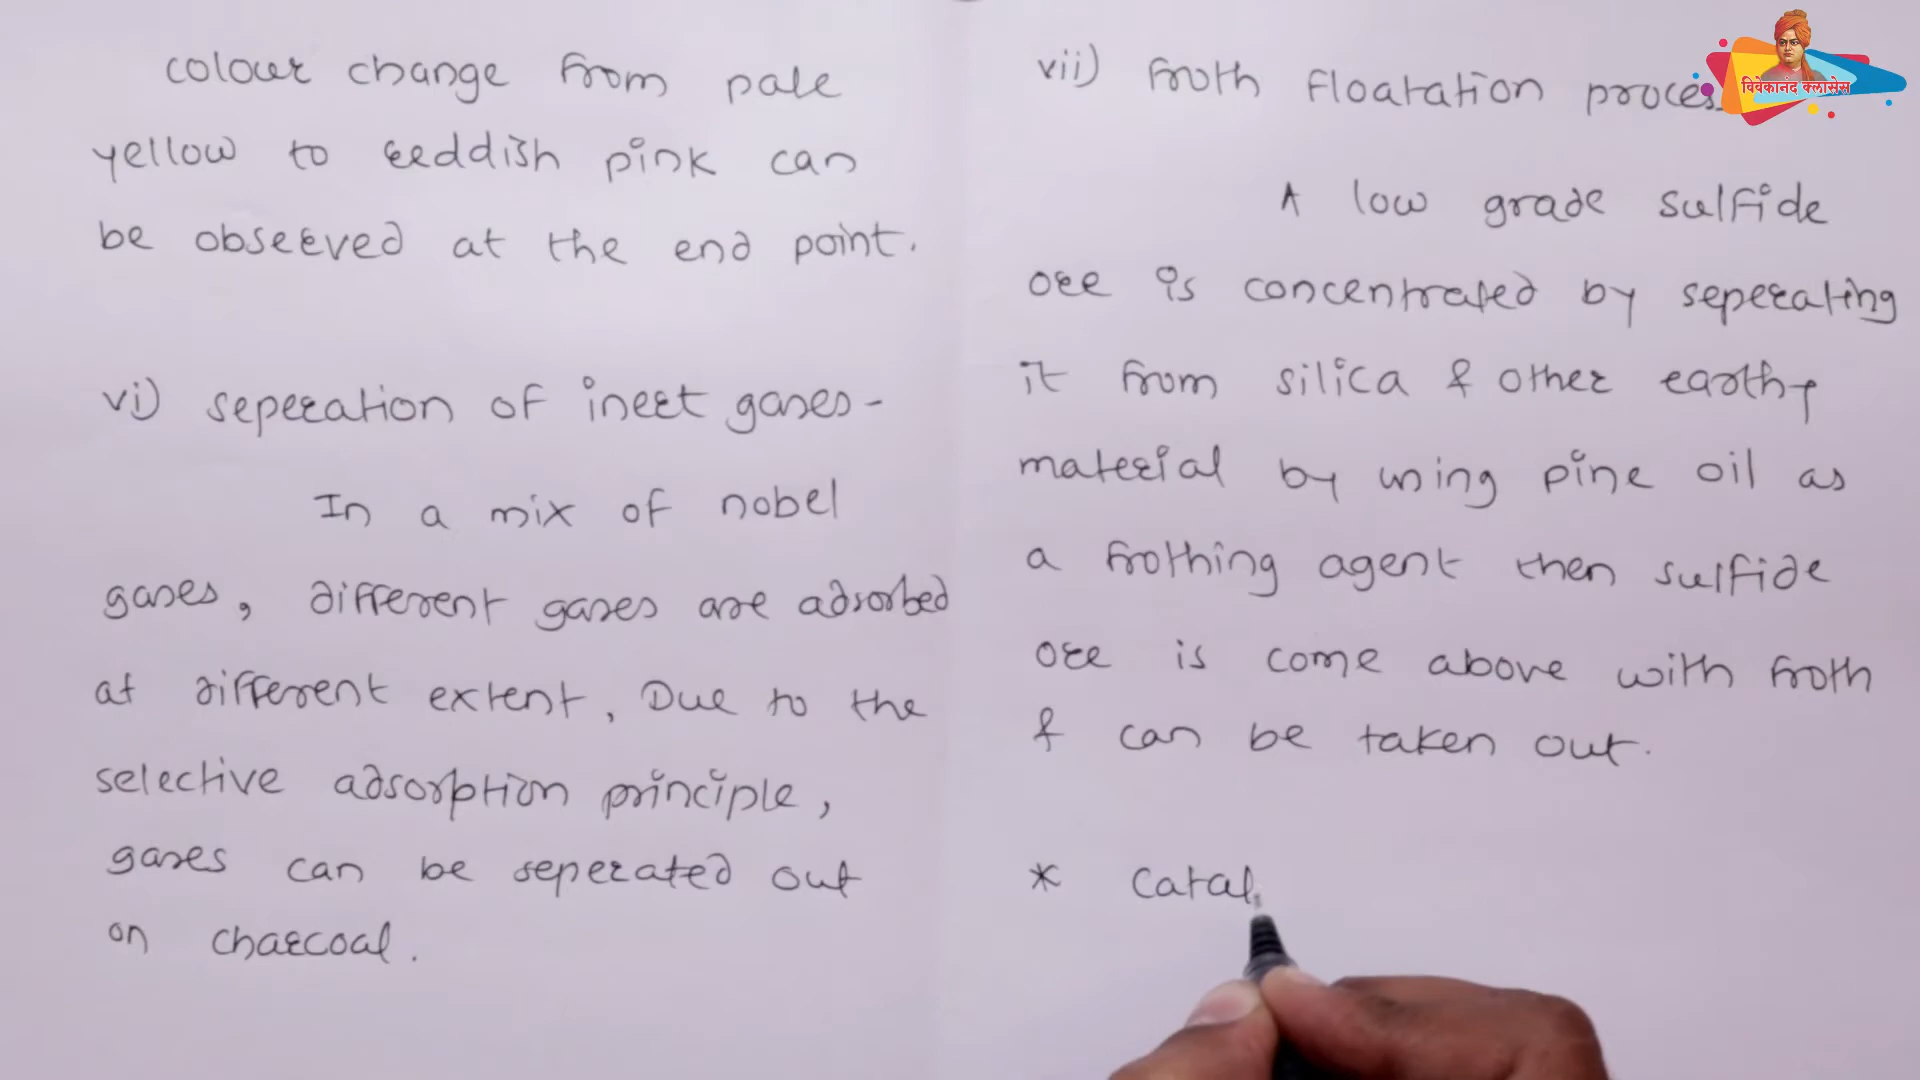 colour change from pale
yellow to reddish pink can
be observed at the end point.
vi) seperation of inert gases-
In a mix of nobel
gases, different gases are adsorbed
at different extent. Due to the
selective adsorption principle,
gases can be seperated out
on charcoal.
vii) Froth Floatation proces
A low grade sulfide
ore is concentrated by seperating
it from silica & other earthy
material by using pine oil as
a frothing agent then sulfide
ore is come above with froth
& can be taken out.
* Catal
विवेकानंद क्लासेस